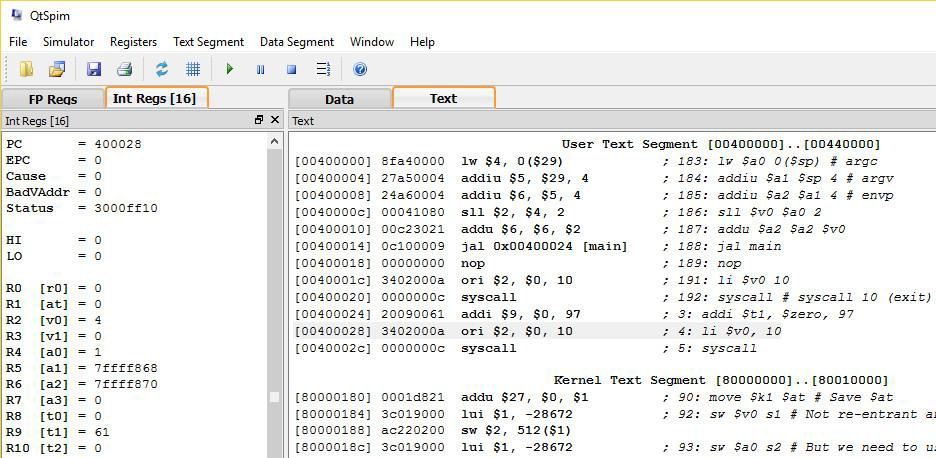 QtSpim
File Simulator Registers Text Segment Data Segment Window Help
FP Regs Int Regs [16] Data Text
Int Regs [16] Text
PC = 400028
EPC = 0
Cause = 0
BadVAddr = 0
Status = 3000ff10
HI = 0
LO = 0
R0 [r0] = 0
R1 [at] = 0
R2 [v0] = 4
R3 [v1] = 0
R4 [a0] = 1
R5 [a1] = 7ffff868
R6 [a2] = 7ffff870
R7 [a3] = 0
R8 [t0] = 0
R9 [t1] = 61
R10 [t2] = 0
User Text Segment [00400000]..[00440000]
[00400000] 8fa40000 lw $4, 0($29) ; 183: lw $a0 0($sp) # argc
[00400004] 27a50004 addiu $5, $29, 4 ; 184: addiu $a1 $sp 4 # argv
[00400008] 24a60004 addiu $6, $5, 4 ; 185: addiu $a2 $a1 4 # envp
[0040000c] 00041080 sll $2, $4, 2 ; 186: sll $v0 $a0 2
[00400010] 00c23021 addu $6, $6, $2 ; 187: addu $a2 $a2 $v0
[00400014] 0c100009 jal 0x00400024 [main] ; 188: jal main
[00400018] 00000000 nop ; 189: nop
[0040001c] 3402000a ori $2, $0, 10 ; 191: li $v0 10
[00400020] 0000000c syscall ; 192: syscall # syscall 10 (exit)
[00400024] 20090061 addi $9, $0, 97 ; 3: addi $t1, $zero, 97
[00400028] 3402000a ori $2, $0, 10 ; 4: li $v0, 10
[0040002c] 0000000c syscall ; 5: syscall
Kernel Text Segment [80000000]..[80010000]
[80000180] 0001d821 addu $27, $0, $1 ; 90: move $k1 $at # Save $at
[80000184] 3c019000 lui $1, -28672 ; 92: sw $v0 s1 # Not re-entrant a
[80000188] ac220200 sw $2, 512($1)
[8000018c] 3c019000 lui $1, -28672 ; 93: sw $a0 s2 # But we need to u